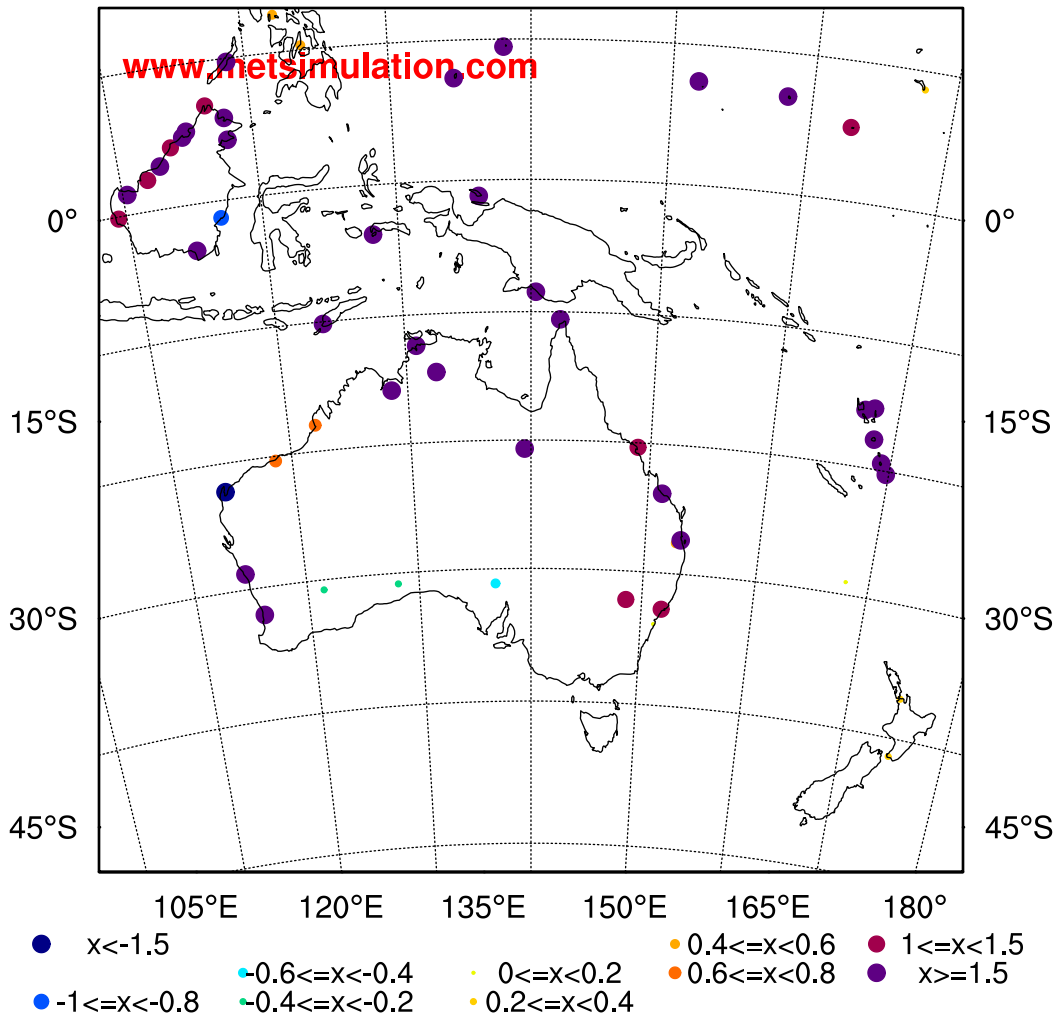 www.metsimulation.com
0° 0°
15°S 15°S
30°S 30°S
45°S 45°S
105°E 120°E 135°E 150°E 165°E 180°
x<-1.5 0.4<=x<0.6 1<=x<1.5
-0.6<=x<-0.4 0<=x<0.2 0.6<=x<0.8 x>=1.5
-1<=x<-0.8 -0.4<=x<-0.2 0.2<=x<0.4